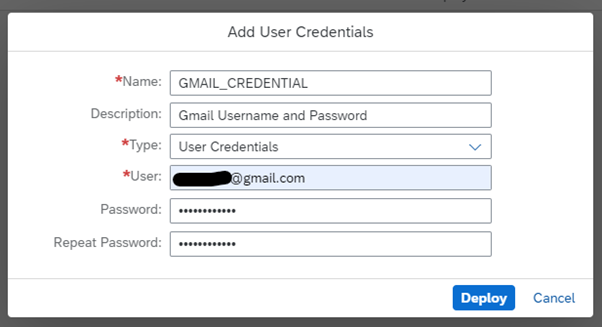 Add User Credentials
*Name: GMAIL_CREDENTIAL
Description: Gmail Username and Password
*Type: User Credentials
*User: @gmail.com
Password: ••••••••••••
Repeat Password: ••••••••••••
Deploy Cancel